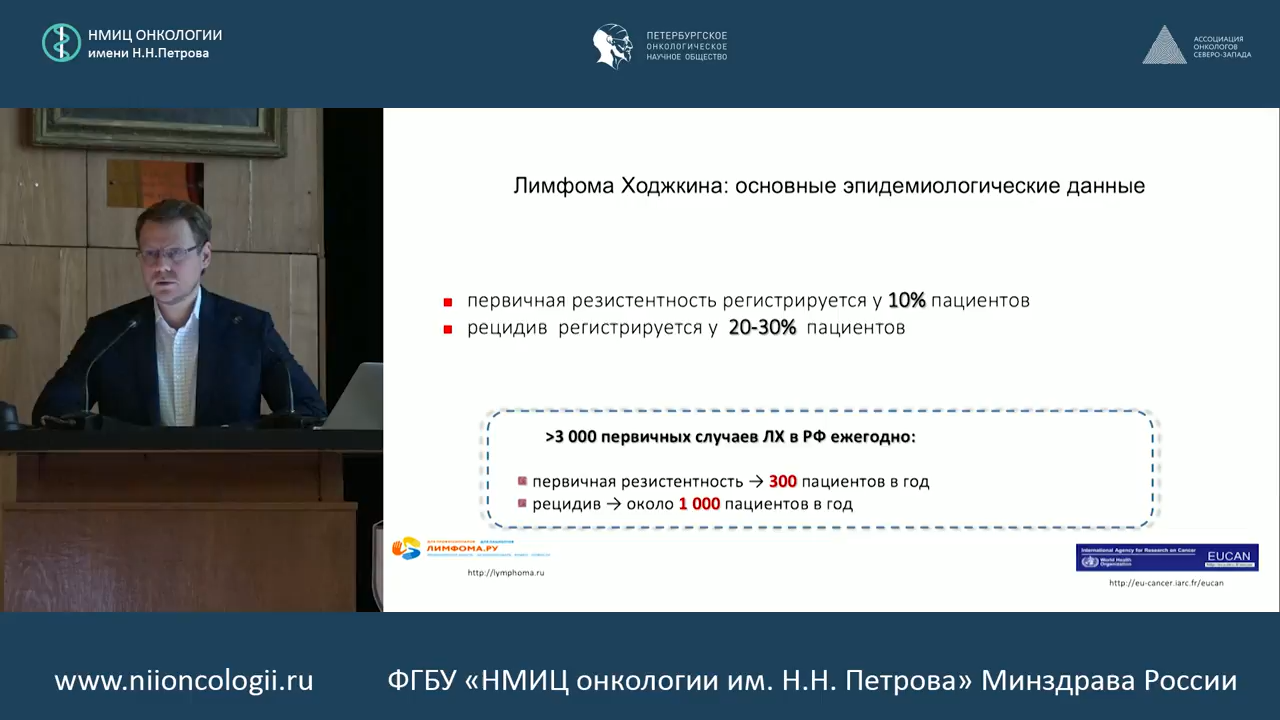 НМИЦ ОНКОЛОГИИ
имени Н.Н.Петрова
ПЕТЕРБУРГСКОЕ
ОНКОЛОГИЧЕСКОЕ
НАУЧНОЕ ОБЩЕСТВО
АССОЦИАЦИЯ
ОНКОЛОГОВ
СЕВЕРО-ЗАПАДА
Лимфома Ходжкина: основные эпидемиологические данные
первичная резистентность регистрируется у 10% пациентов
рецидив регистрируется у 20-30% пациентов
>3 000 первичных случаев ЛХ в РФ ежегодно:
первичная резистентность → 300 пациентов в год
рецидив → около 1 000 пациентов в год
ЛИМФОМА.РУ
http://lymphoma.ru
International Agency for Research on Cancer
World Health
Organization
EUCAN
http://eu-cancer.iarc.fr/eucan
www.niioncologii.ru
ФГБУ «НМИЦ онкологии им. Н.Н. Петрова» Минздрава России